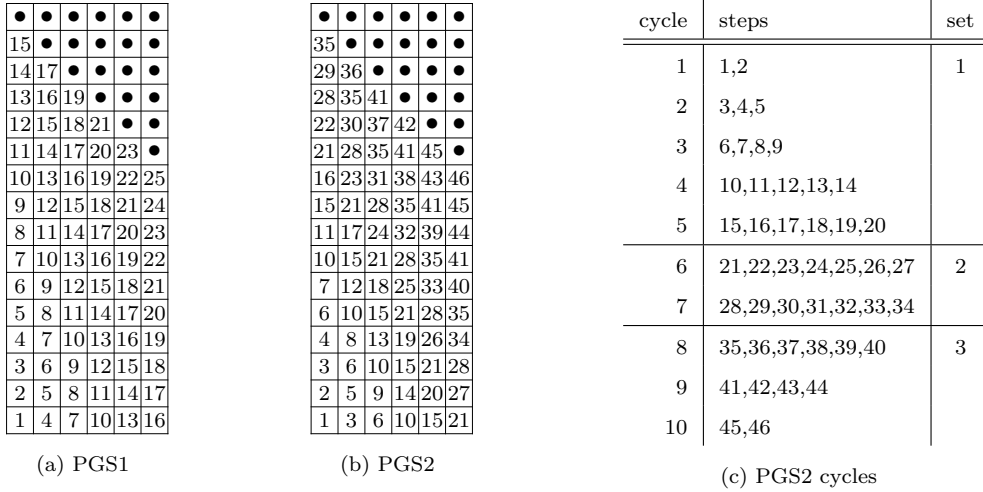 ● ● ● ● ● ●
15 ● ● ● ● ●
14 17 ● ● ● ●
13 16 19 ● ● ●
12 15 18 21 ● ●
11 14 17 20 23 ●
10 13 16 19 22 25
9 12 15 18 21 24
8 11 14 17 20 23
7 10 13 16 19 22
6 9 12 15 18 21
5 8 11 14 17 20
4 7 10 13 16 19
3 6 9 12 15 18
2 5 8 11 14 17
1 4 7 10 13 16
(a) PGS1
● ● ● ● ● ●
35 ● ● ● ● ●
29 36 ● ● ● ●
28 35 41 ● ● ●
22 30 37 42 ● ●
21 28 35 41 45 ●
16 23 31 38 43 46
15 21 28 35 41 45
11 17 24 32 39 44
10 15 21 28 35 41
7 12 18 25 33 40
6 10 15 21 28 35
4 8 13 19 26 34
3 6 10 15 21 28
2 5 9 14 20 27
1 3 6 10 15 21
(b) PGS2
cycle steps set
1 1,2 1
2 3,4,5
3 6,7,8,9
4 10,11,12,13,14
5 15,16,17,18,19,20
6 21,22,23,24,25,26,27 2
7 28,29,30,31,32,33,34
8 35,36,37,38,39,40 3
9 41,42,43,44
10 45,46
(c) PGS2 cycles